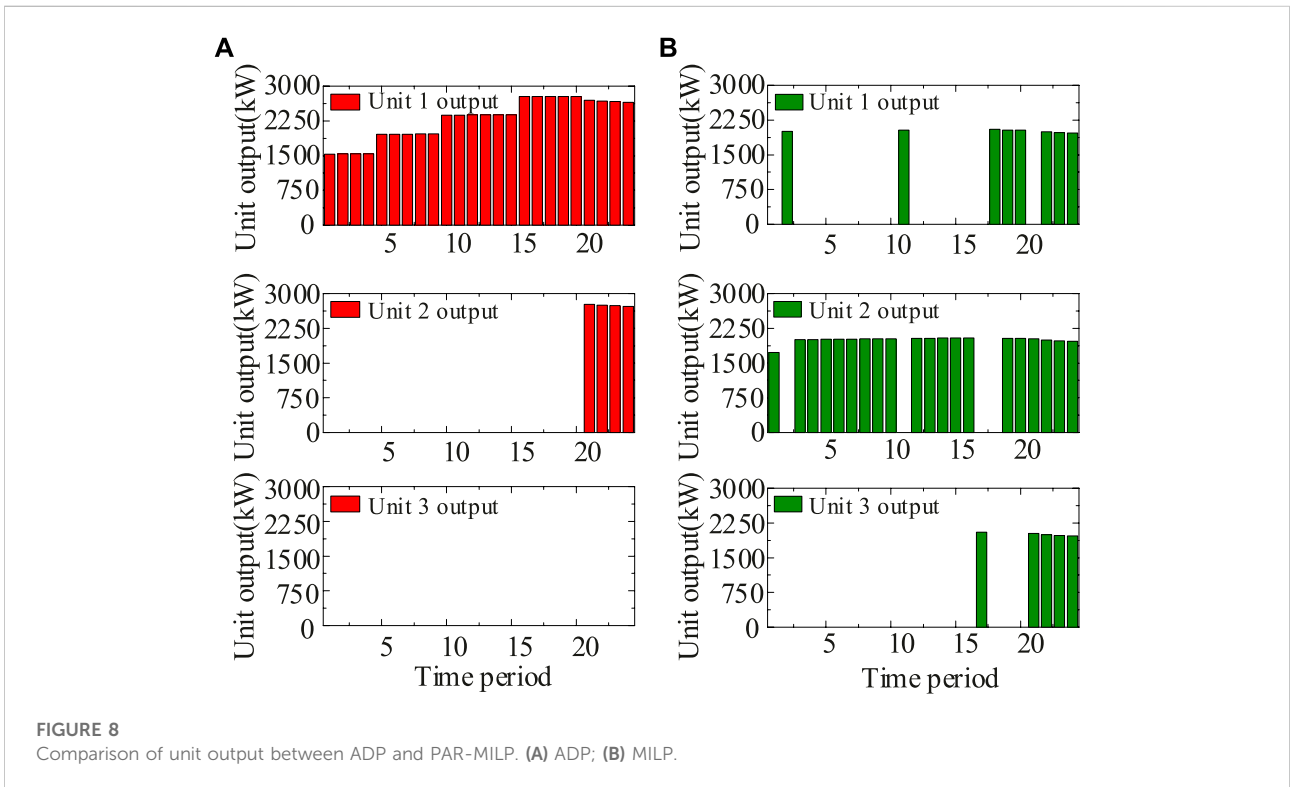 A
B
Unit output(kW)
3000
2250
1500
750
0
Unit 1 output
5 10 15 20
Unit output(kW)
3000
2250
1500
750
0
Unit 1 output
5 10 15 20
Unit output(kW)
3000
2250
1500
750
0
Unit 2 output
5 10 15 20
Unit output(kW)
3000
2250
1500
750
0
Unit 2 output
5 10 15 20
Unit output(kW)
3000
2250
1500
750
0
Unit 3 output
5 10 15 20
Time period
Unit output(kW)
3000
2250
1500
750
0
Unit 3 output
5 10 15 20
Time period
FIGURE 8
Comparison of unit output between ADP and PAR-MILP. (A) ADP; (B) MILP.